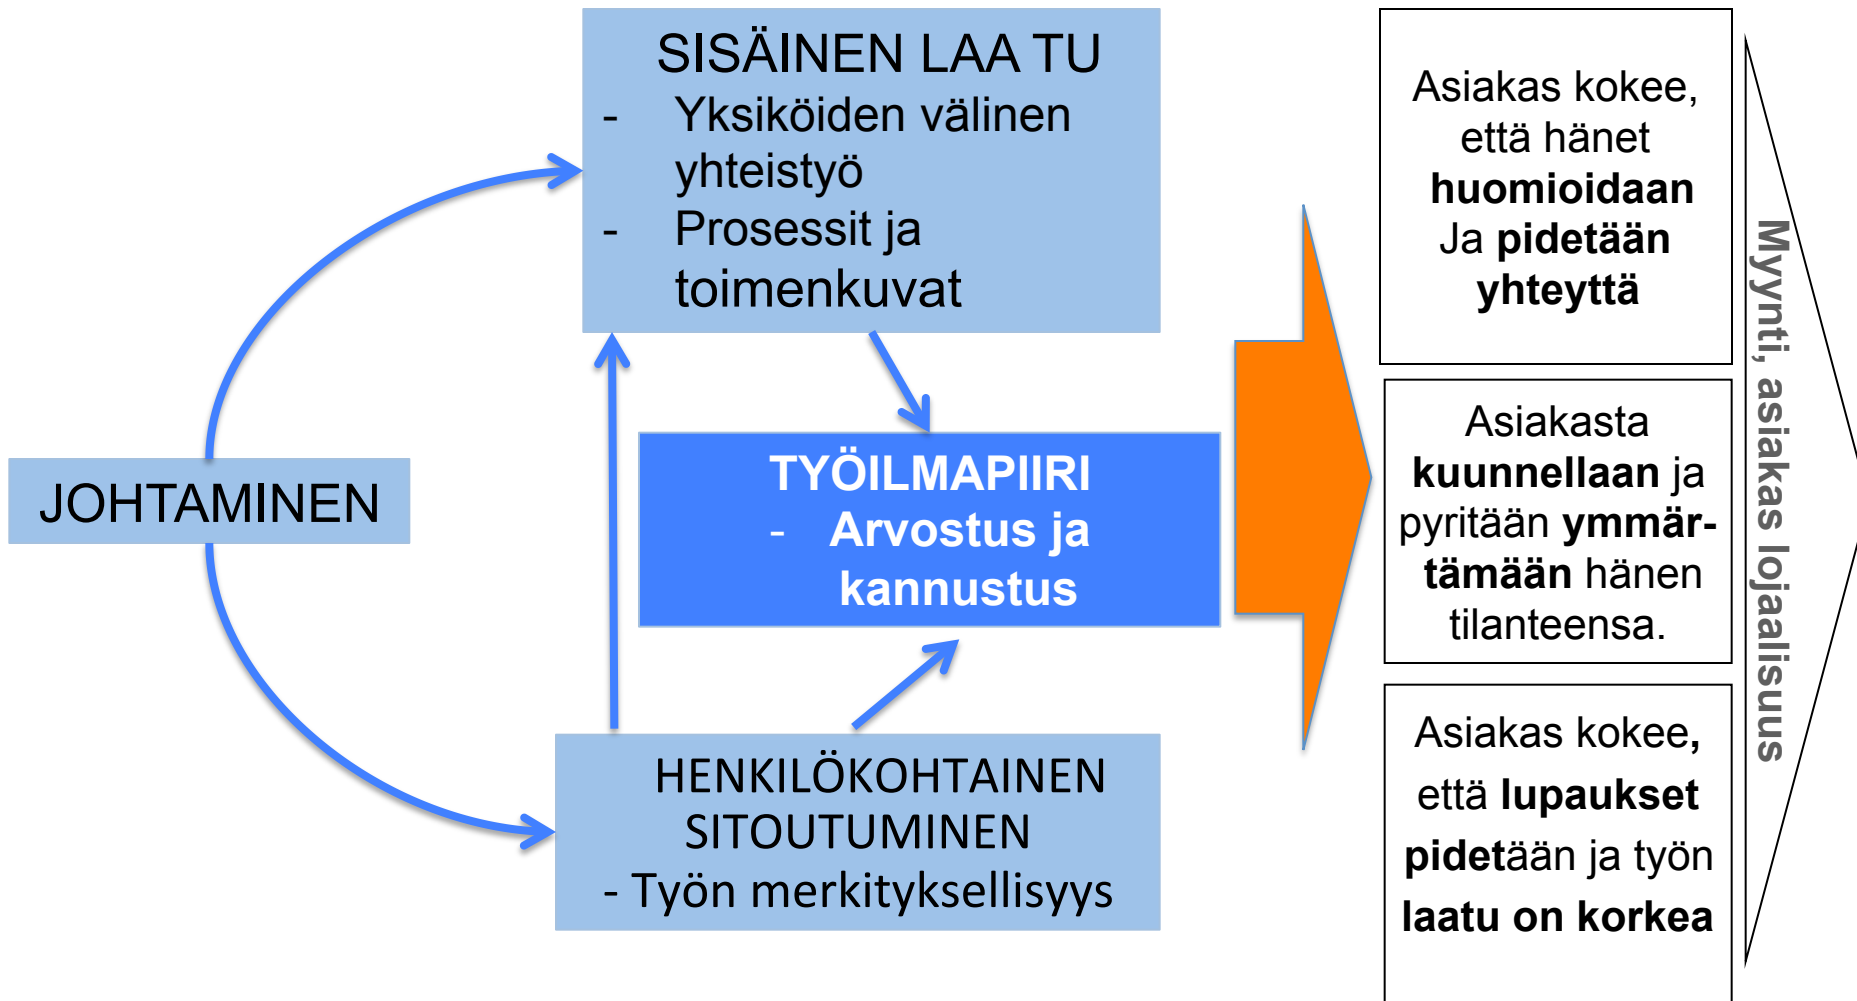 SISÄINEN LAA TU
- Yksiköiden välinen
yhteistyö
- Prosessit ja
toimenkuvat
JOHTAMINEN
TYÖILMAPIIRI
- Arvostus ja
kannustus
HENKILÖKOHTAINEN
SITOUTUMINEN
- Työn merkityksellisyys
Asiakas kokee,
että hänet
huomioidaan
Ja pidetään
yhteyttä
Asiakasta
kuunnellaan ja
pyritään ymmär-
tämään hänen
tilanteensa.
Asiakas kokee,
että lupaukset
pidetään ja työn
laatu on korkea
Myynti, asiakas lojaalisuus